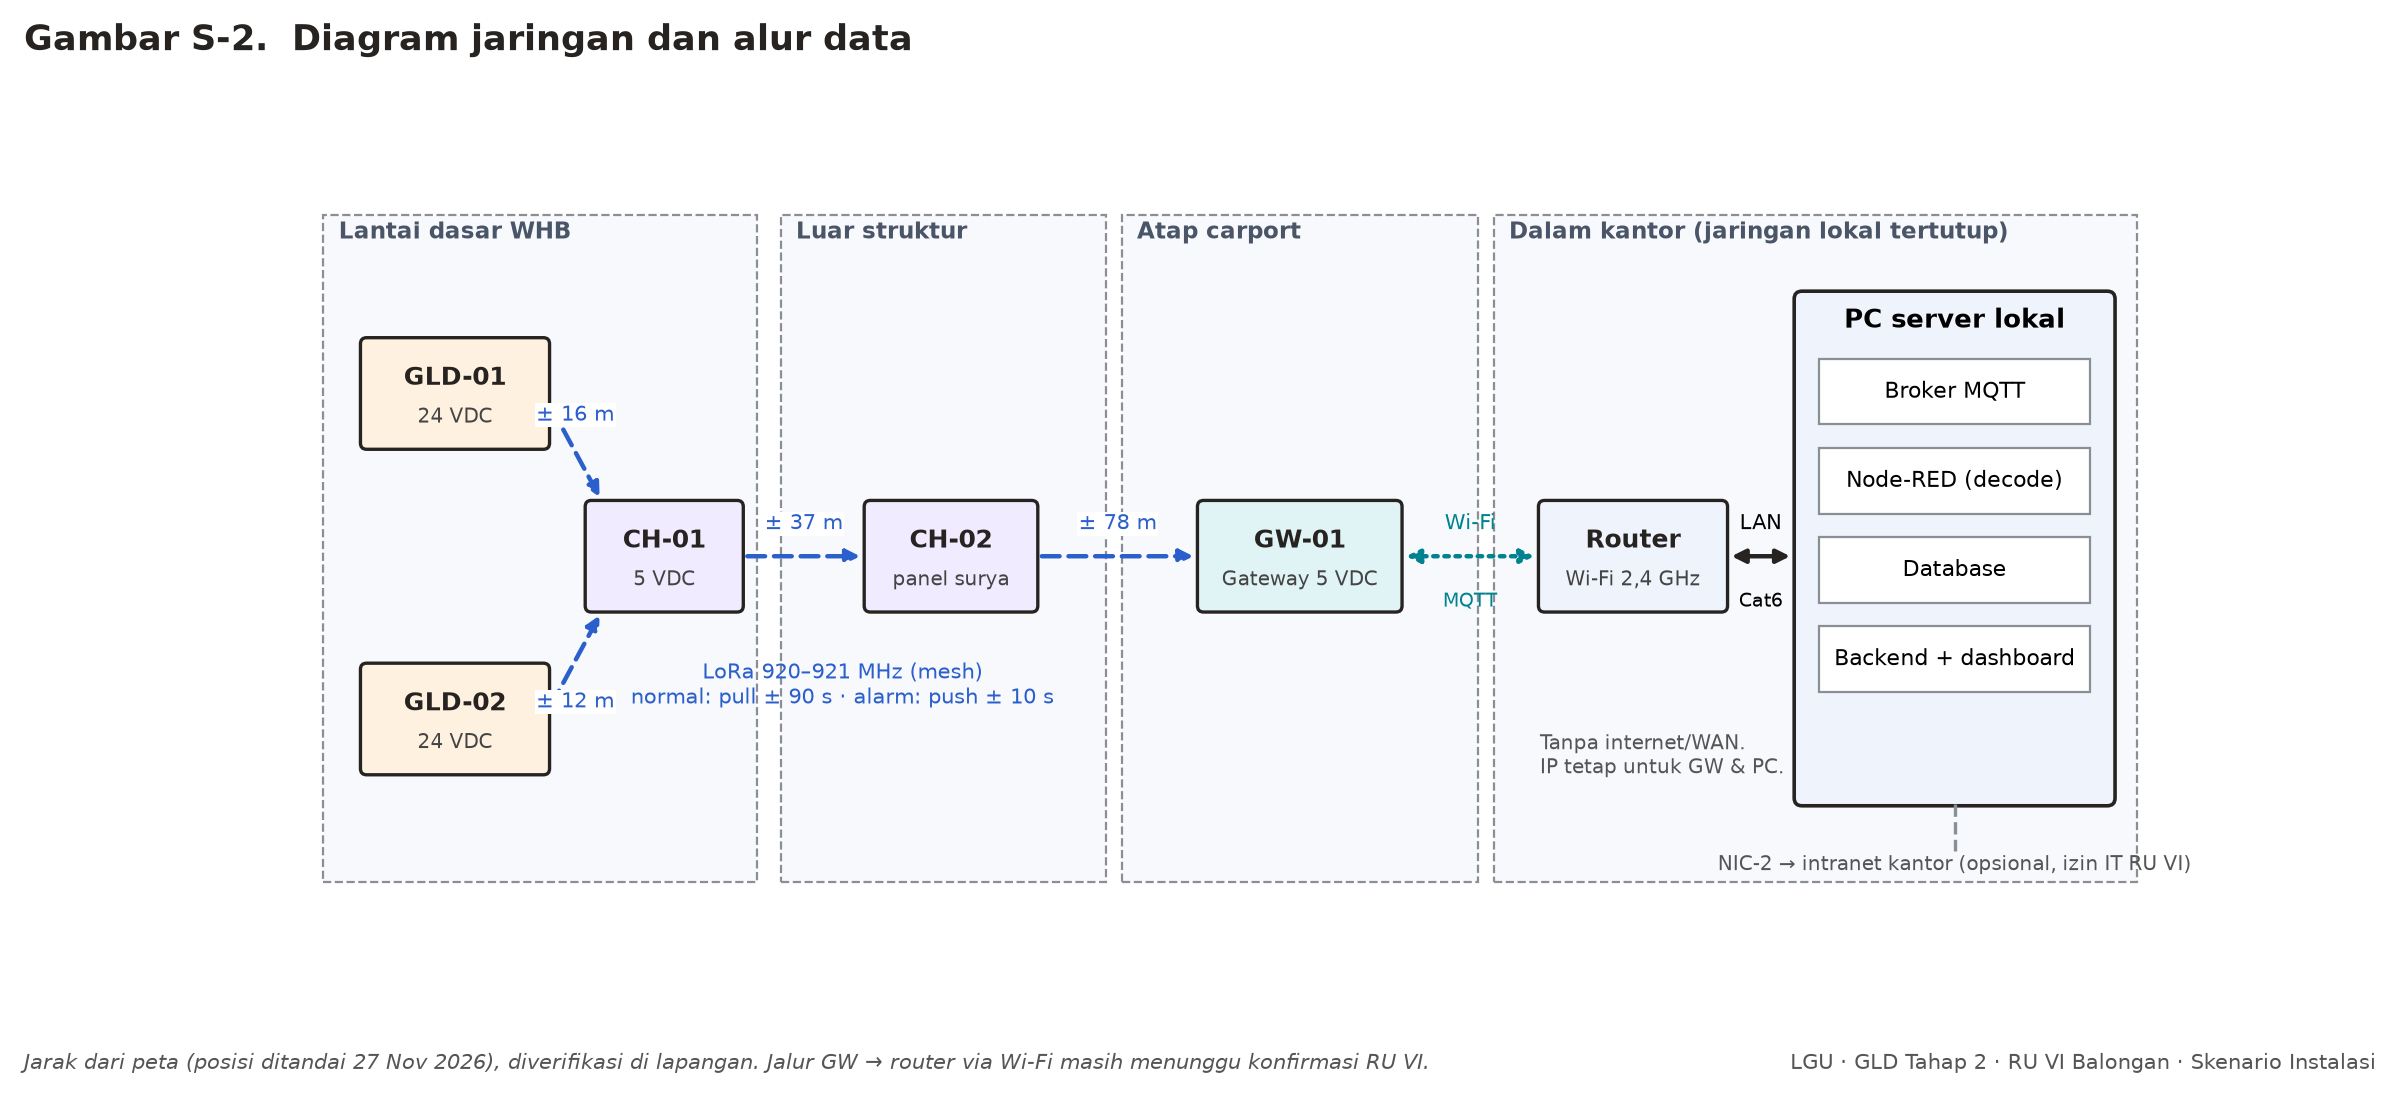 Gambar S-2.  Diagram jaringan dan alur data
Lantai dasar WHB
Luar struktur
Atap carport
Dalam kantor (jaringan lokal tertutup)
GLD-01
24 VDC
± 16 m
CH-01
5 VDC
GLD-02
24 VDC
± 12 m
± 37 m
CH-02
panel surya
± 78 m
LoRa 920–921 MHz (mesh)
normal: pull ± 90 s · alarm: push ± 10 s
GW-01
Gateway 5 VDC
Wi-Fi
MQTT
Router
Wi-Fi 2,4 GHz
LAN
Cat6
PC server lokal
Broker MQTT
Node-RED (decode)
Database
Backend + dashboard
Tanpa internet/WAN.
IP tetap untuk GW & PC.
NIC-2 → intranet kantor (opsional, izin IT RU VI)
Jarak dari peta (posisi ditandai 27 Nov 2026), diverifikasi di lapangan. Jalur GW → router via Wi-Fi masih menunggu konfirmasi RU VI.
LGU · GLD Tahap 2 · RU VI Balongan · Skenario Instalasi